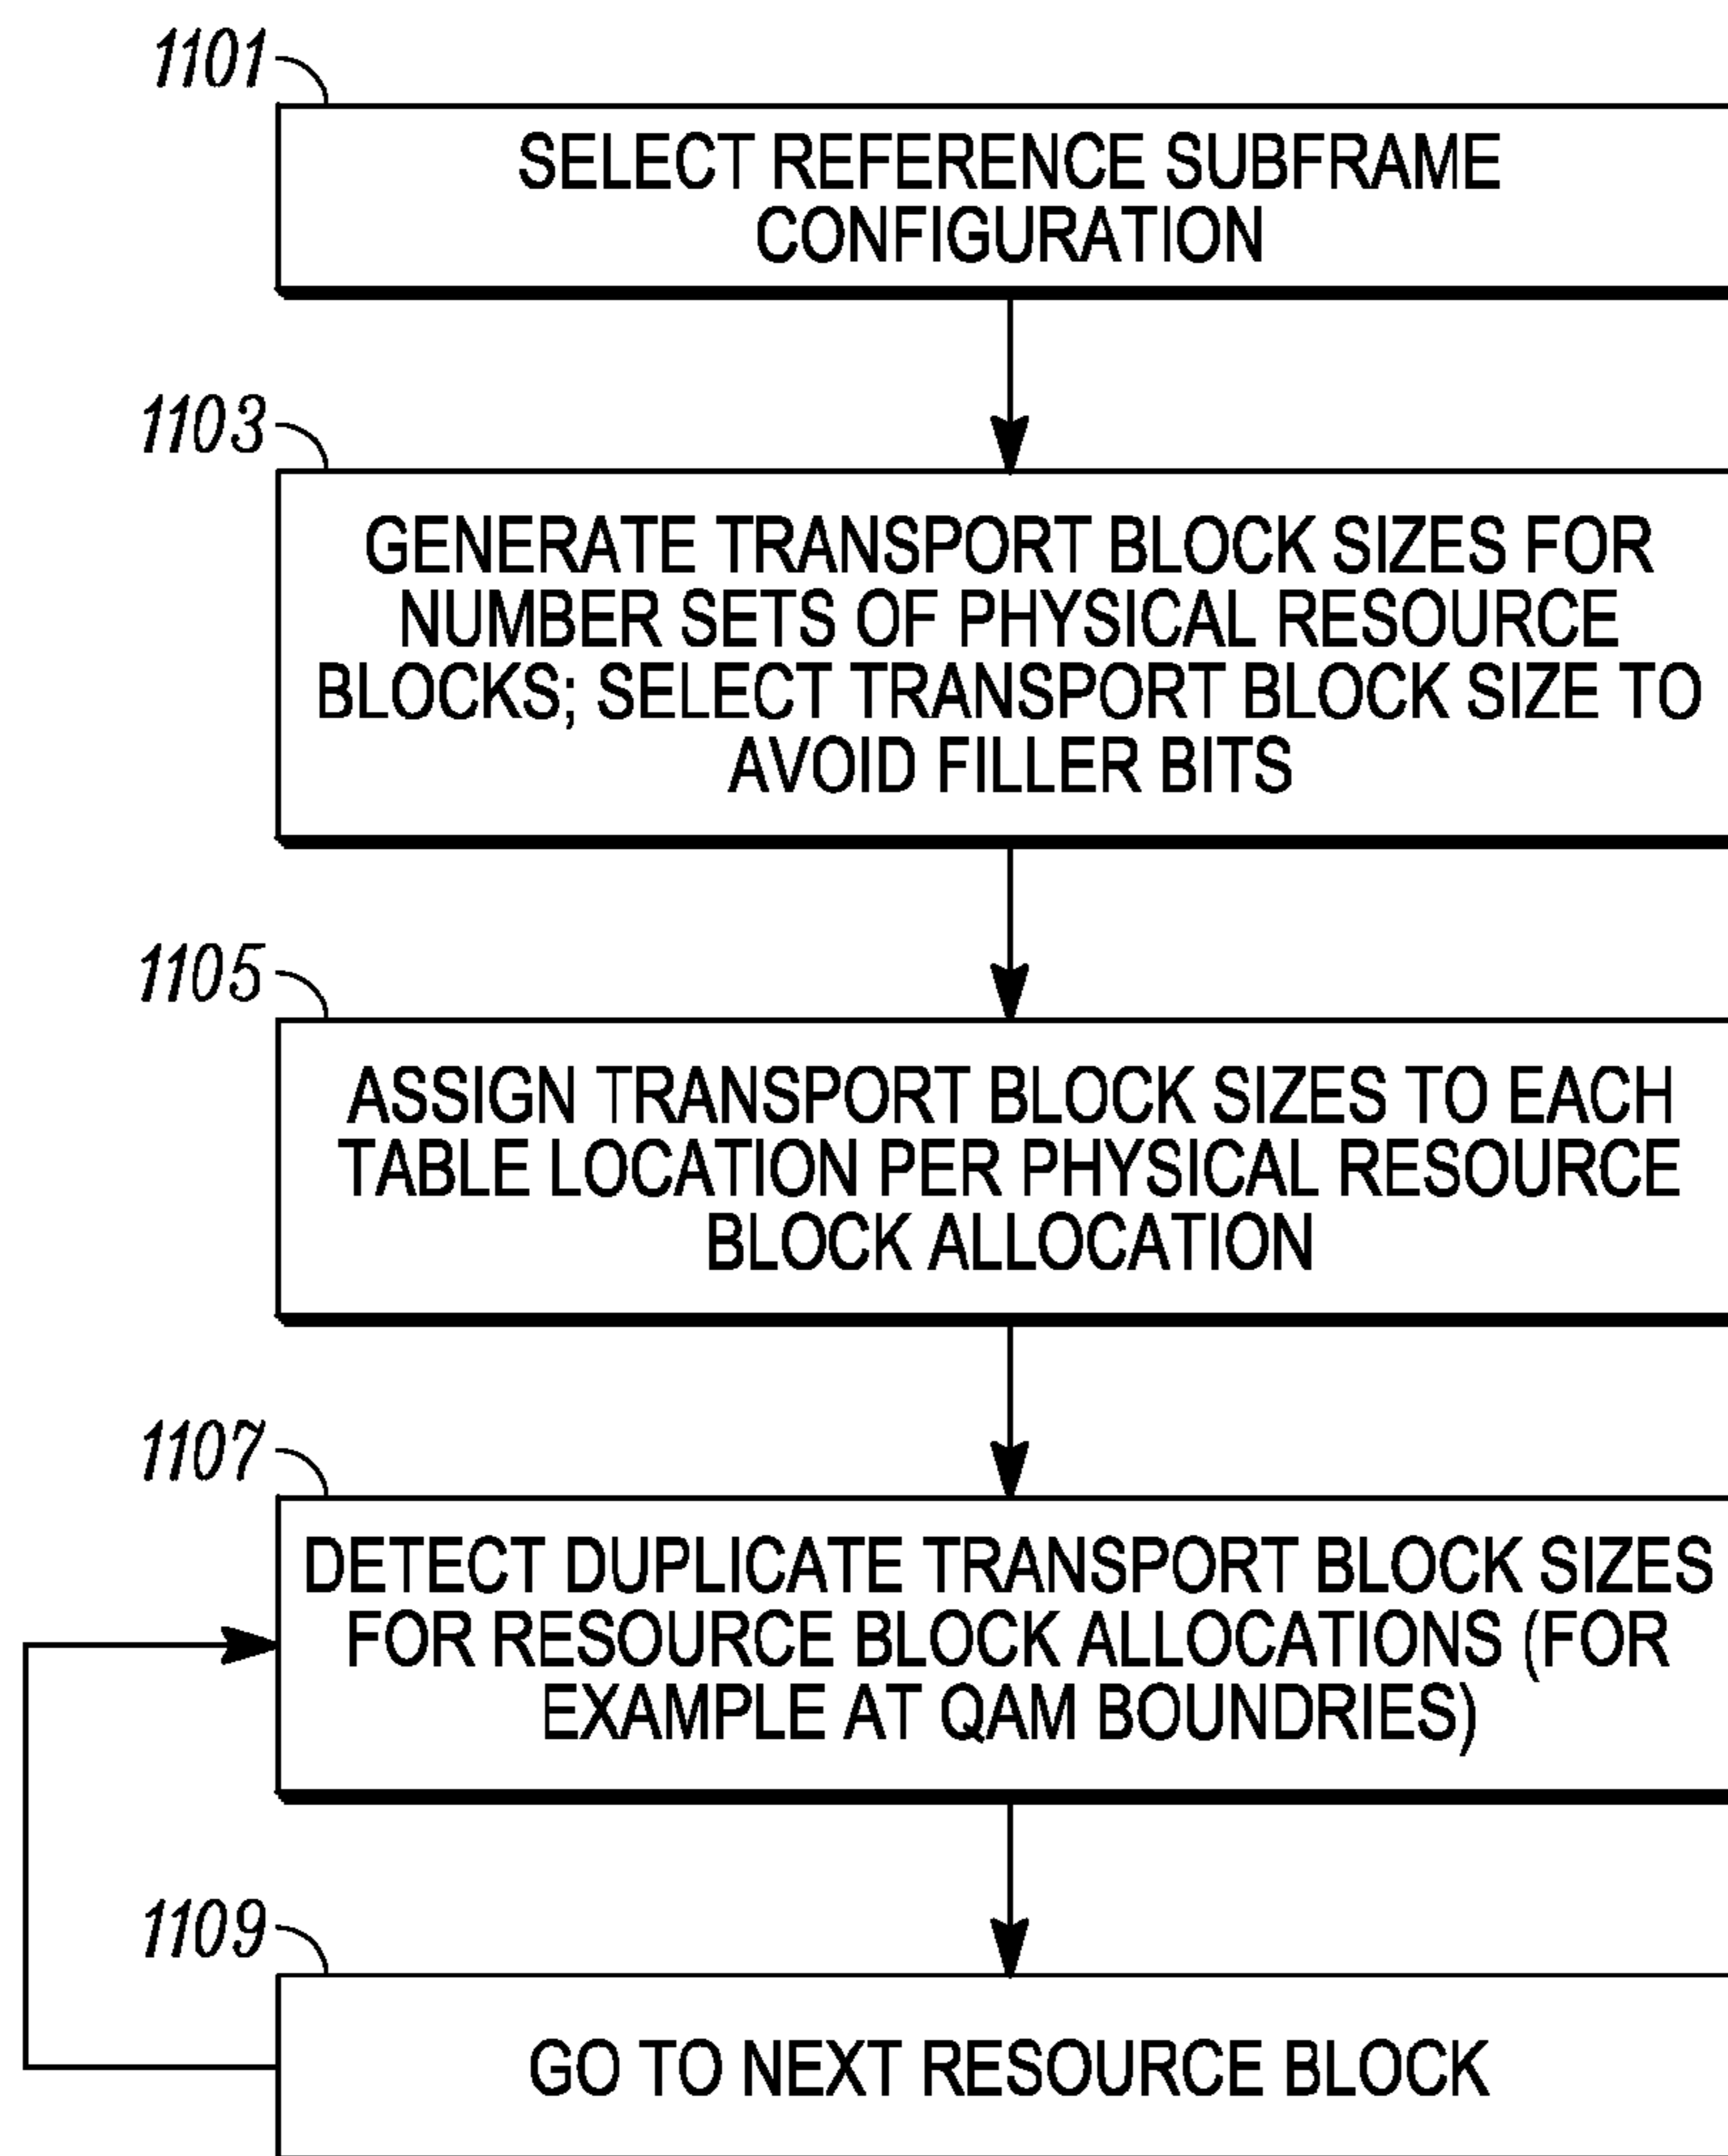 1101
SELECT REFERENCE SUBFRAME
CONFIGURATION
1103
GENERATE TRANSPORT BLOCK SIZES FOR
NUMBER SETS OF PHYSICAL RESOURCE
BLOCKS; SELECT TRANSPORT BLOCK SIZE TO
AVOID FILLER BITS
1105
ASSIGN TRANSPORT BLOCK SIZES TO EACH
TABLE LOCATION PER PHYSICAL RESOURCE
BLOCK ALLOCATION
1107
DETECT DUPLICATE TRANSPORT BLOCK SIZES
FOR RESOURCE BLOCK ALLOCATIONS (FOR
EXAMPLE AT QAM BOUNDRIES)
1109
GO TO NEXT RESOURCE BLOCK